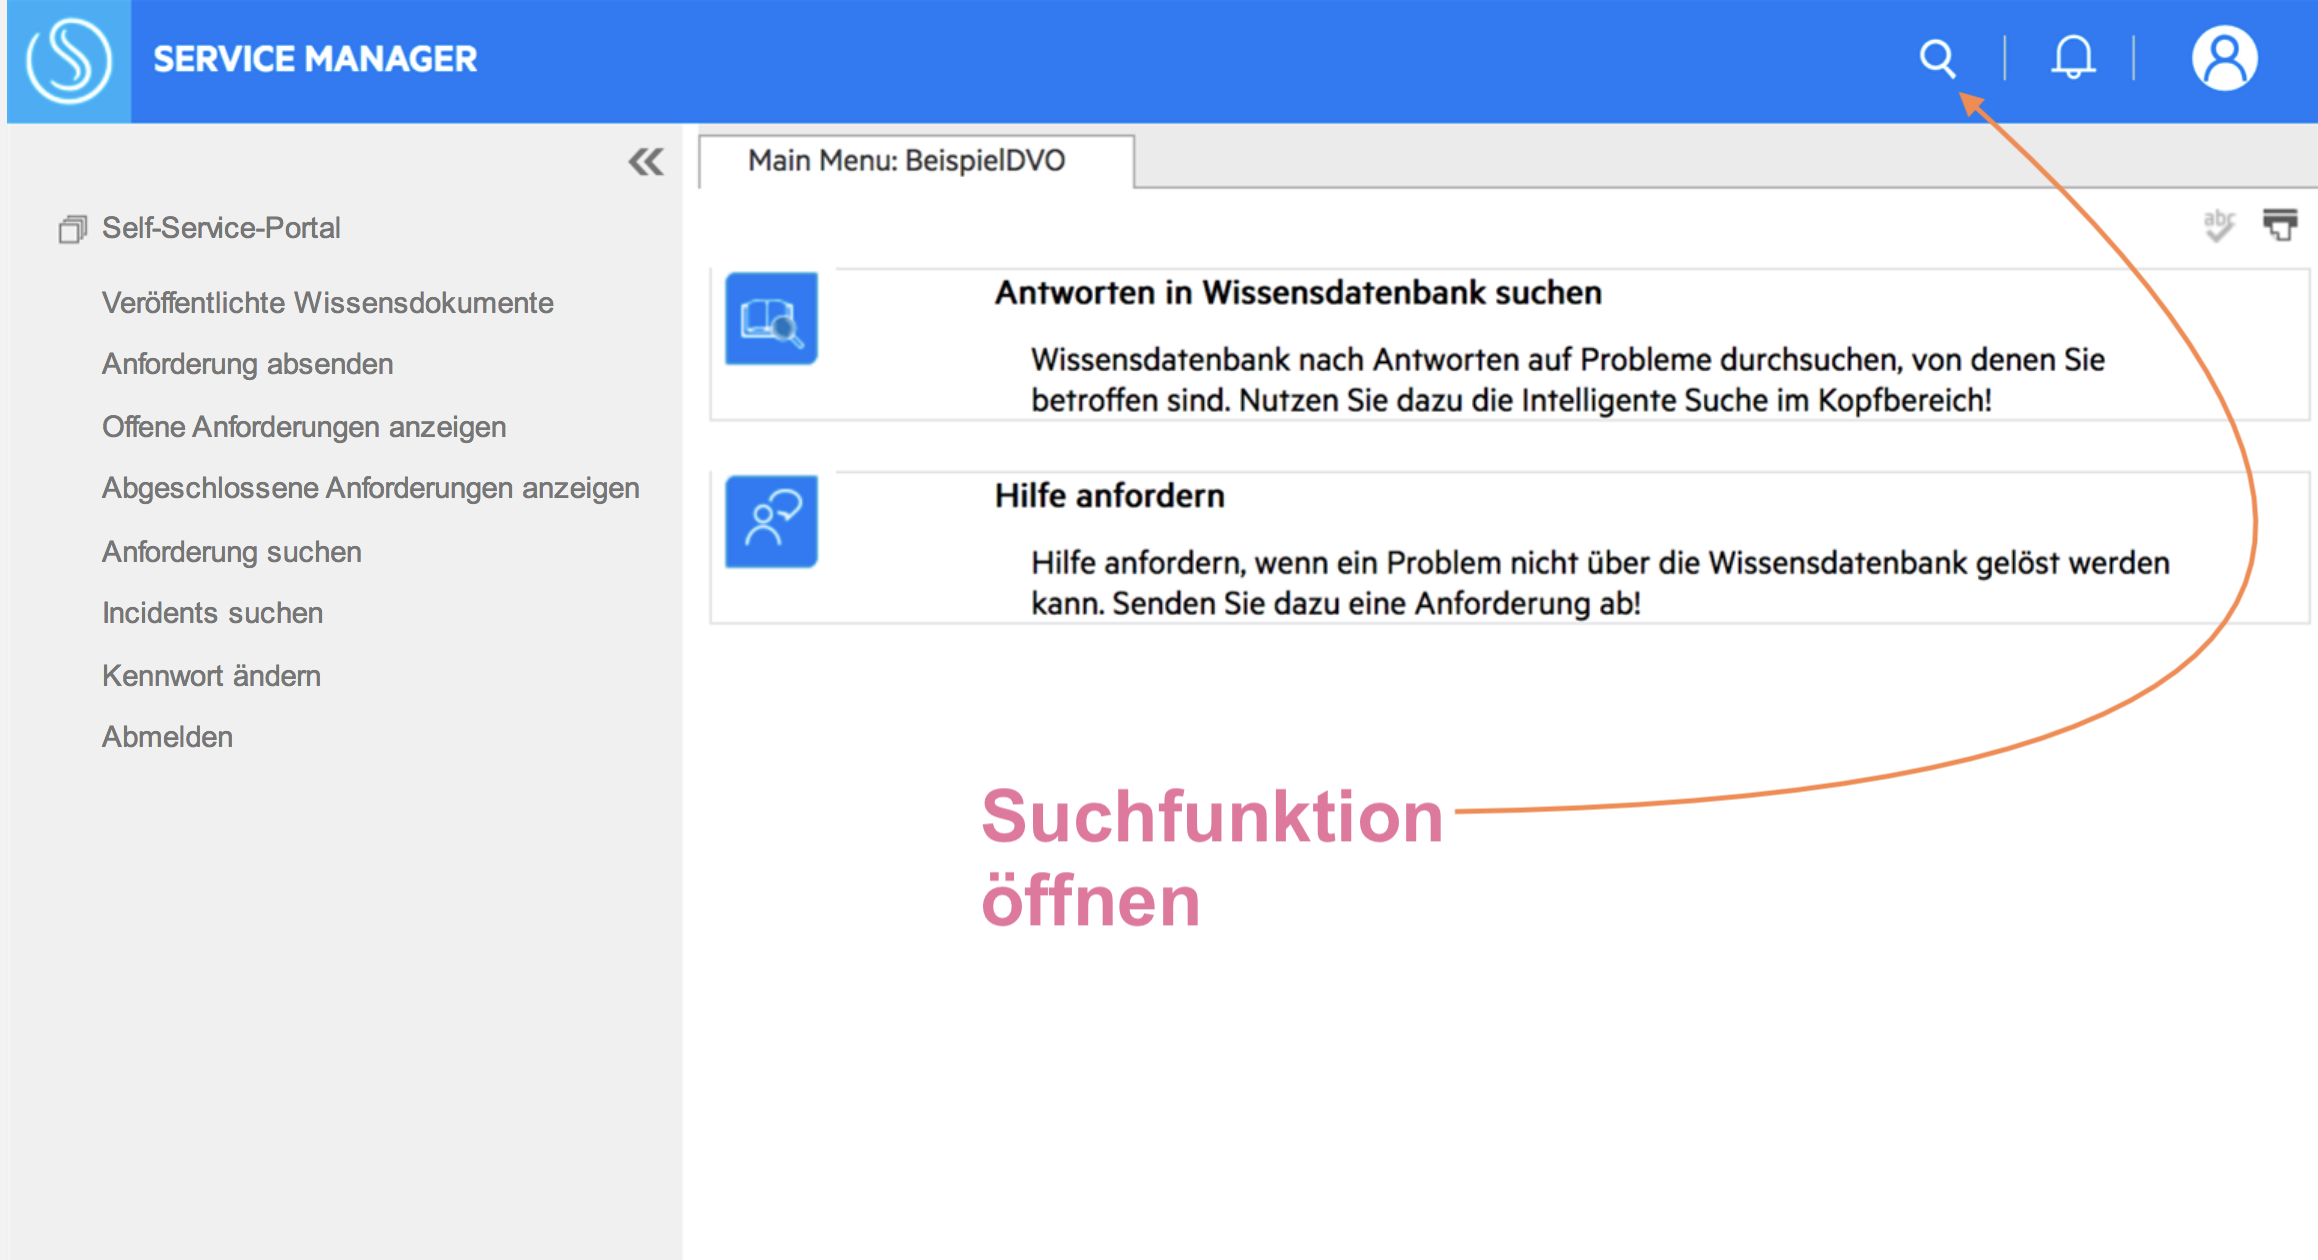 SERVICE MANAGER
Main Menu: BeispielDVO
Self-Service-Portal
Veröffentlichte Wissensdokumente
Anforderung absenden
Offene Anforderungen anzeigen
Abgeschlossene Anforderungen anzeigen
Anforderung suchen
Incidents suchen
Kennwort ändern
Abmelden
abc
Antworten in Wissensdatenbank suchen
Wissensdatenbank nach Antworten auf Probleme durchsuchen, von denen Sie
betroffen sind. Nutzen Sie dazu die Intelligente Suche im Kopfbereich!
Hilfe anfordern
Hilfe anfordern, wenn ein Problem nicht über die Wissensdatenbank gelöst werden
kann. Senden Sie dazu eine Anforderung ab!
Suchfunktion
öffnen